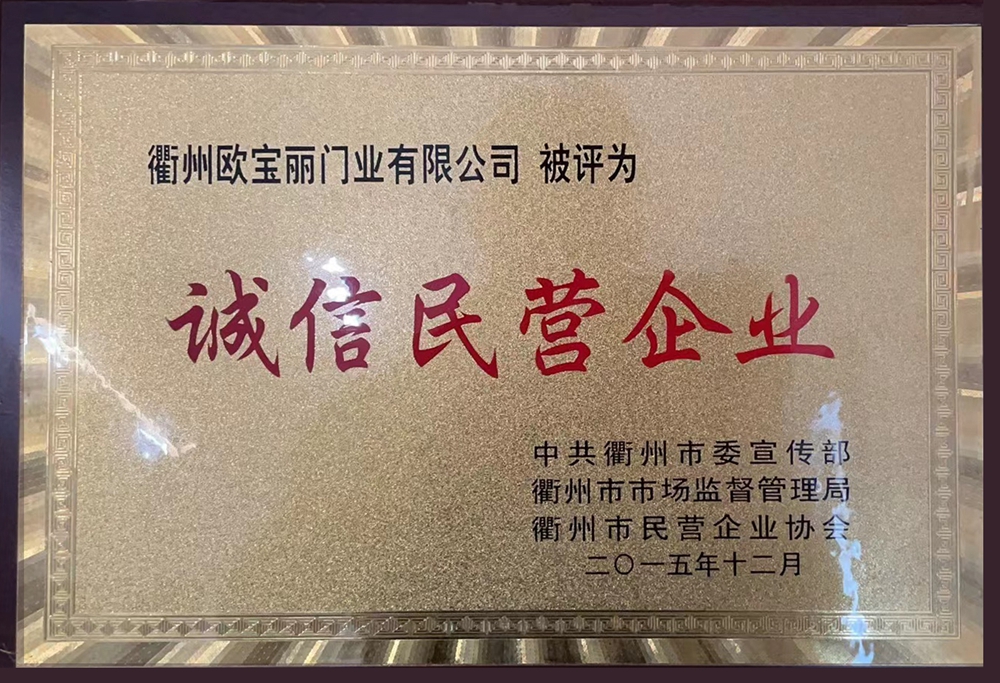 衢州欧宝丽门业有限公司 被评为
诚信民营企业
中共衢州市委宣传部
衢州市市场监督管理局
衢州市民营企业协会
二〇一五年十二月